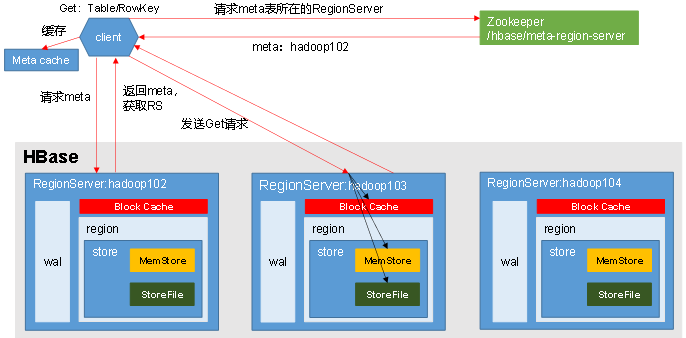 Get: Table/RowKey
请求meta表所在的RegionServer
Zookeeper
/hbase/meta-region-server
缓存
client
meta：hadoop102
Meta cache
请求meta
返回meta，
获取RS
发送Get请求
HBase
RegionServer:hadoop102
Block Cache
wal
region
store
MemStore
StoreFile
RegionServer:hadoop103
Block Cache
wal
region
store
MemStore
StoreFile
RegionServer:hadoop104
Block Cache
wal
region
store
MemStore
StoreFile